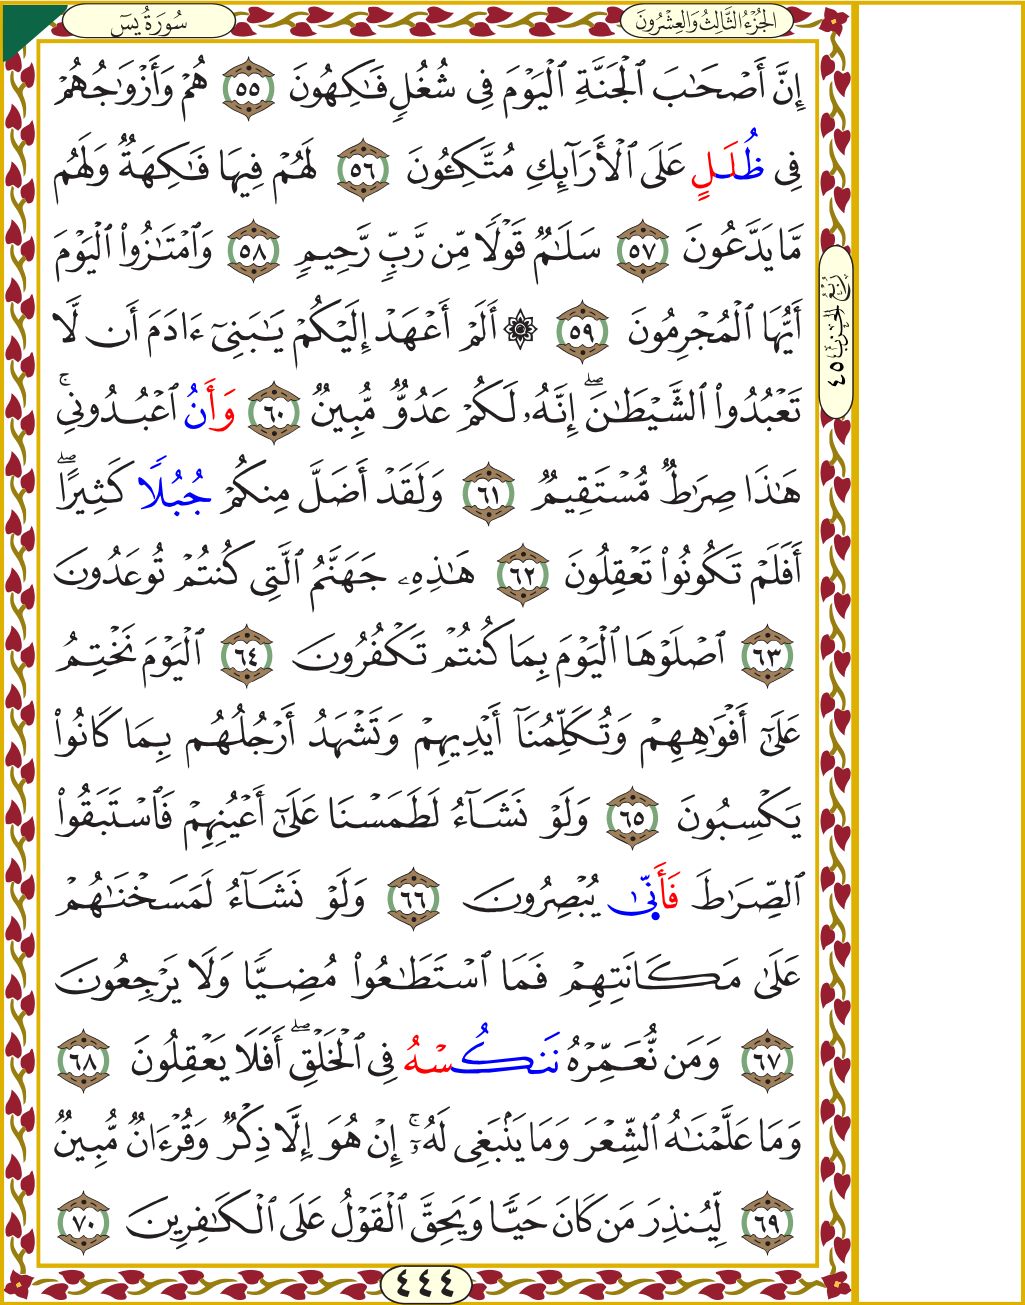 سُورَةُ يسٓ
الجُزْءُ الثَّالِثُ وَالعِشْرُونَ
إِنَّ أَصْحَٰبَ ٱلْجَنَّةِ ٱلْيَوْمَ فِى شُغُلٍ فَٰكِهُونَ ٥٥ هُمْ وَأَزْوَٰجُهُمْ
فِى ظُلَلٍ عَلَى ٱلْأَرَآئِكِ مُتَّكِـُٔونَ ٥٦ لَهُمْ فِيهَا فَٰكِهَةٌ وَلَهُم
مَّا يَدَّعُونَ ٥٧ سَلَٰمٌ قَوْلًا مِّن رَّبٍّ رَّحِيمٍ ٥٨ وَٱمْتَٰزُوا۟ ٱلْيَوْمَ
أَيُّهَا ٱلْمُجْرِمُونَ ٥٩ ۞ أَلَمْ أَعْهَدْ إِلَيْكُمْ يَٰبَنِىٓ ءَادَمَ أَن لَّا
تَعْبُدُوا۟ ٱلشَّيْطَٰنَ ۖ إِنَّهُۥ لَكُمْ عَدُوٌّ مُّبِينٌ ٦٠ وَأَنُ ٱعْبُدُونِى ۚ
هَٰذَا صِرَٰطٌ مُّسْتَقِيمٌ ٦١ وَلَقَدْ أَضَلَّ مِنكُمْ جُبُلًا كَثِيرًا ۖ
أَفَلَمْ تَكُونُوا۟ تَعْقِلُونَ ٦٢ هَٰذِهِۦ جَهَنَّمُ ٱلَّتِى كُنتُمْ تُوعَدُونَ
٦٣ ٱصْلَوْهَا ٱلْيَوْمَ بِمَا كُنتُمْ تَكْفُرُونَ ٦٤ ٱلْيَوْمَ نَخْتِمُ
عَلَىٰٓ أَفْوَٰهِهِمْ وَتُكَلِّمُنَآ أَيْدِيهِمْ وَتَشْهَدُ أَرْجُلُهُم بِمَا كَانُوا۟
يَكْسِبُونَ ٦٥ وَلَوْ نَشَآءُ لَطَمَسْنَا عَلَىٰٓ أَعْيُنِهِمْ فَٱسْتَبَقُوا۟
ٱلصِّرَٰطَ فَأَنَّىٰ يُبْصِرُونَ ٦٦ وَلَوْ نَشَآءُ لَمَسَخْنَٰهُمْ
عَلَىٰ مَكَانَتِهِمْ فَمَا ٱسْتَطَٰعُوا۟ مُضِيًّا وَلَا يَرْجِعُونَ
٦٧ وَمَن نُّعَمِّرْهُ نَنكُسْهُ فِى ٱلْخَلْقِ ۖ أَفَلَا يَعْقِلُونَ ٦٨
وَمَا عَلَّمْنَٰهُ ٱلشِّعْرَ وَمَا يَنۢبَغِى لَهُۥٓ ۚ إِنْ هُوَ إِلَّا ذِكْرٌ وَقُرْءَانٌ مُّبِينٌ
٦٩ لِّيُنذِرَ مَن كَانَ حَيًّا وَيَحِقَّ ٱلْقَوْلُ عَلَى ٱلْكَٰفِرِينَ ٧٠
رُبْعُ الحِزْبِ ٤٥
٤٤٤